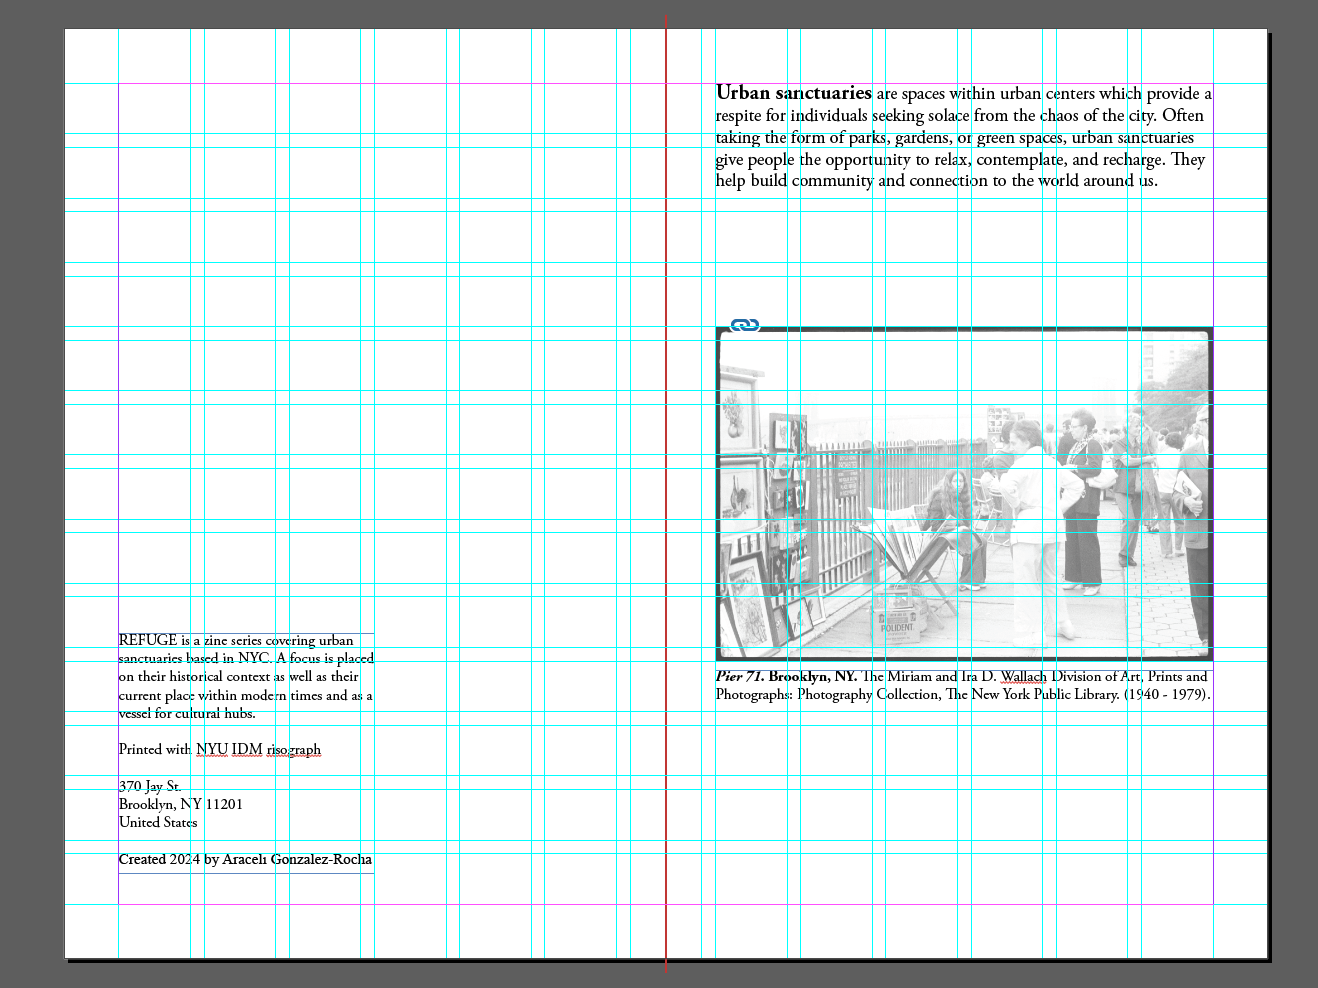 REFUGE is a zine series covering urban
sanctuaries based in NYC. A focus is placed
on their historical context as well as their
current place within modern times and as a
vessel for cultural hubs.
Printed with NYU IDM risograph
370 Jay St.
Brooklyn, NY 11201
United States
Created 2024 by Araceli Gonzalez-Rocha
Urban sanctuaries are spaces within urban centers which provide a
respite for individuals seeking solace from the chaos of the city. Often
taking the form of parks, gardens, or green spaces, urban sanctuaries
give people the opportunity to relax, contemplate, and recharge. They
help build community and connection to the world around us.
POLIDENT
Pier 71. Brooklyn, NY. The Miriam and Ira D. Wallach Division of Art, Prints and
Photographs: Photography Collection, The New York Public Library. (1940 - 1979).